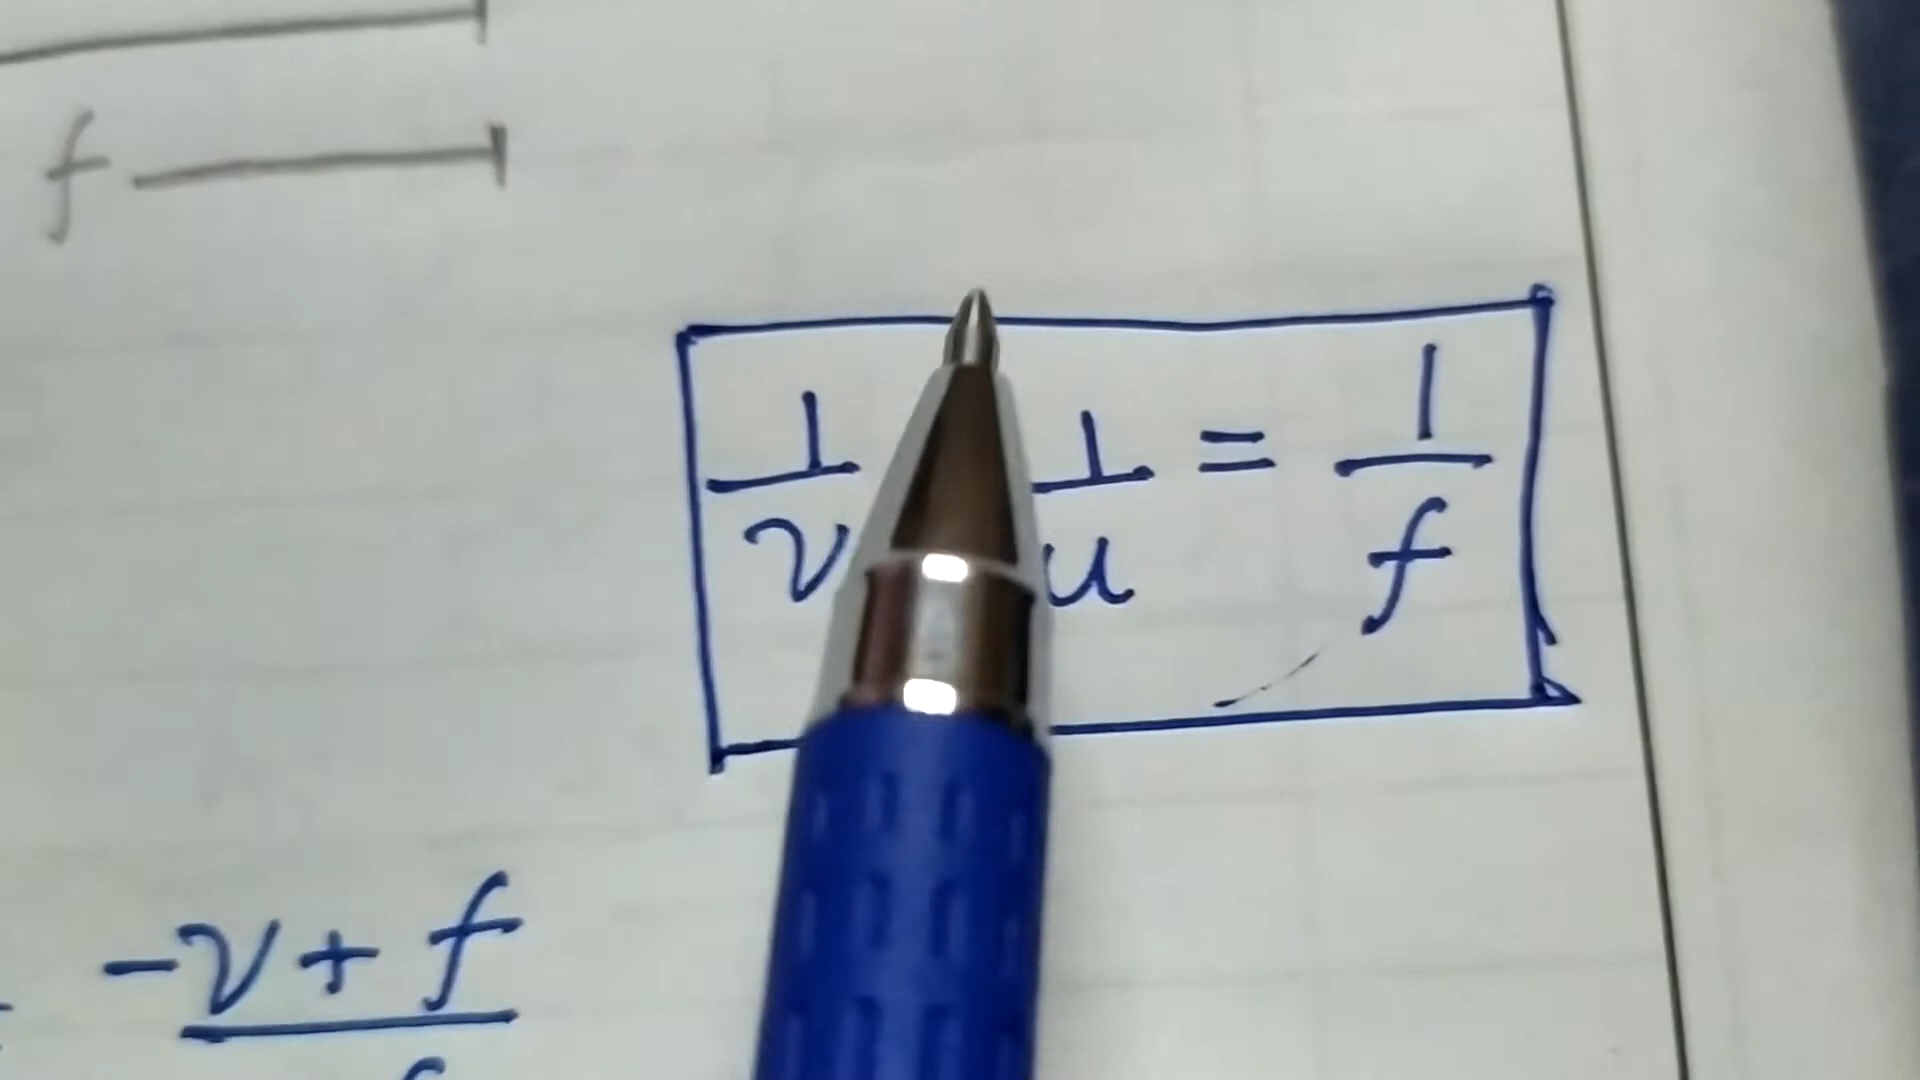 f
1/v 1/u = 1/f
-v + f